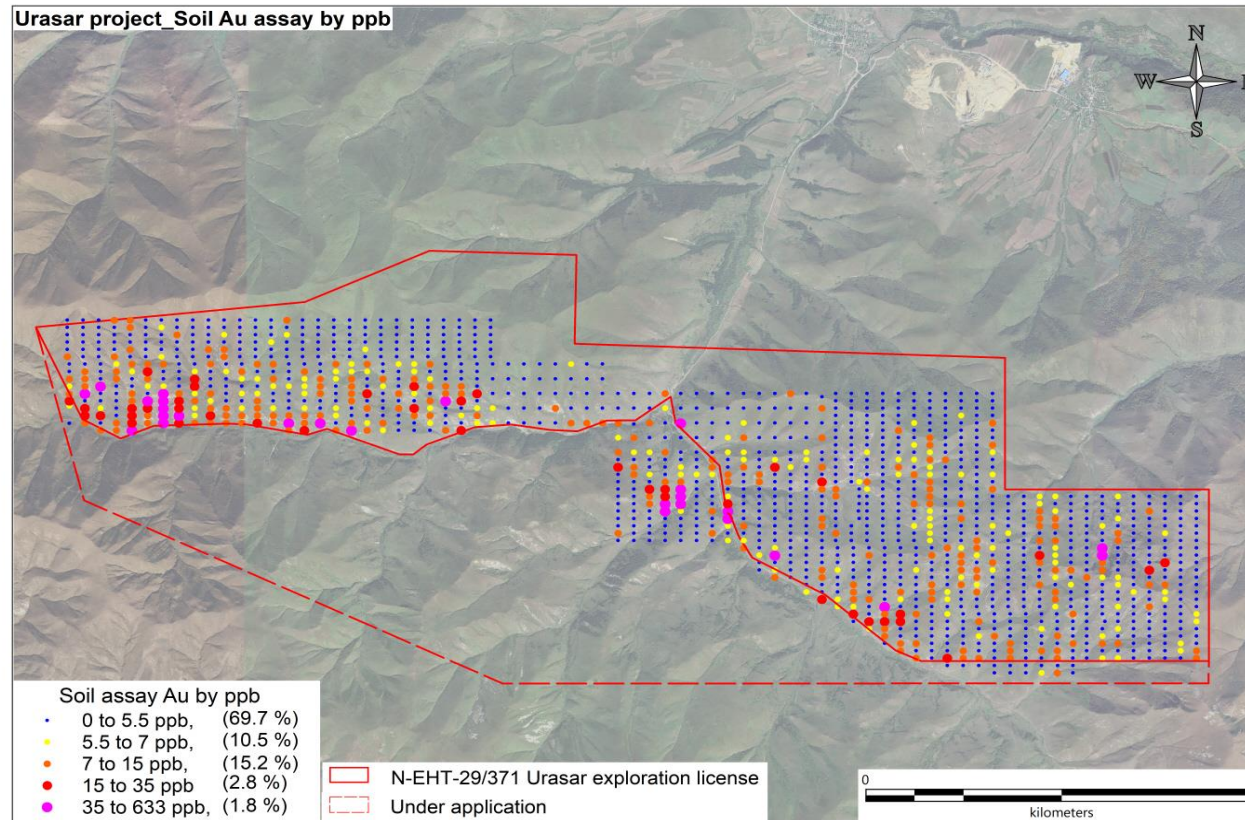 Urasar project_Soil Au assay by ppb
N
W
E
S
Soil assay Au by ppb
0 to 5.5 ppb, (69.7 %)
5.5 to 7 ppb, (10.5 %)
7 to 15 ppb, (15.2 %)
15 to 35 ppb (2.8 %)
35 to 633 ppb, (1.8 %)
N-EHT-29/371 Urasar exploration license
Under application
0
kilometers